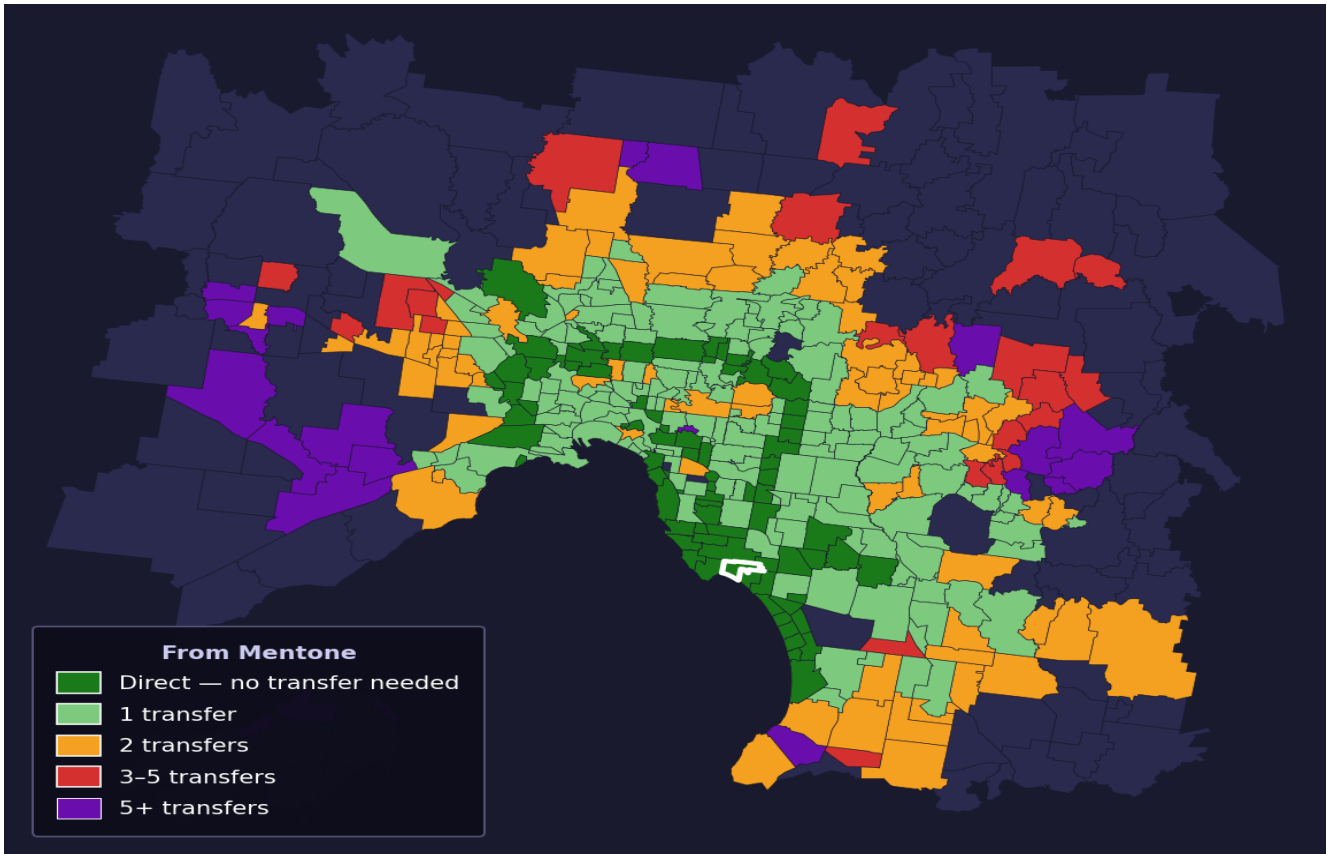 From Mentone
Direct — no transfer needed
1 transfer
2 transfers
3–5 transfers
5+ transfers